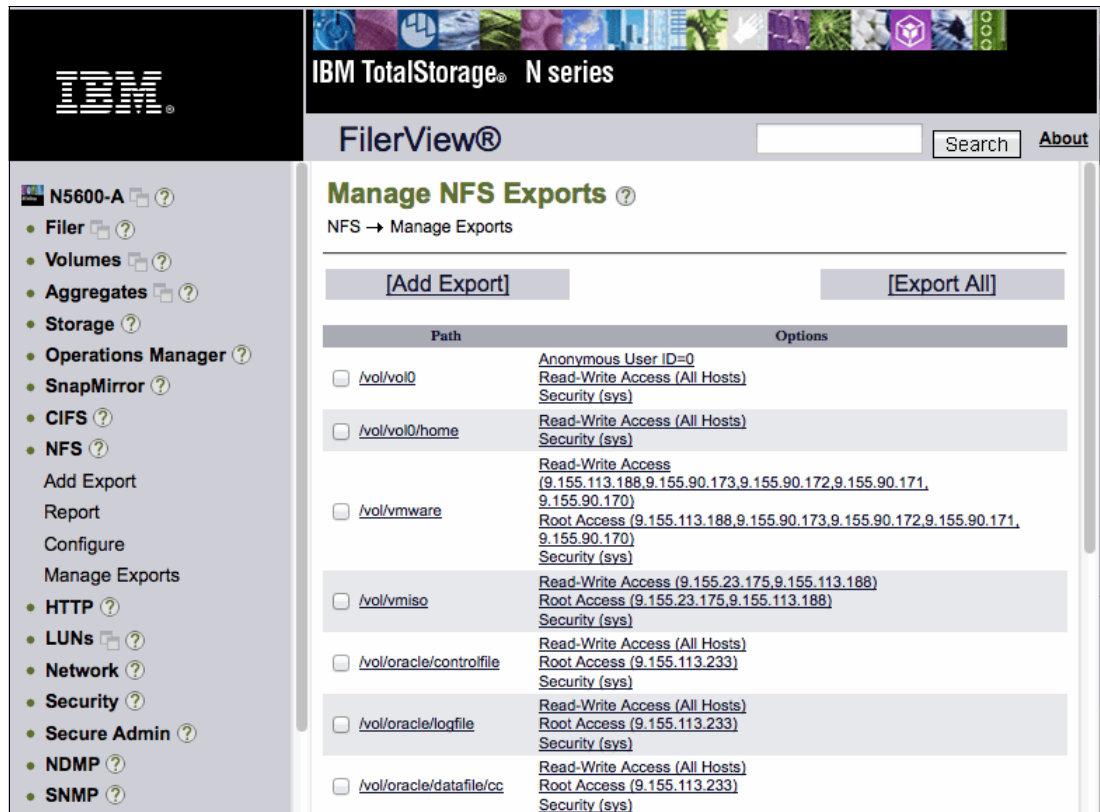 IBM®
IBM TotalStorage® N series
FilerView®
Search
About
N5600-A ?
Filer ?
Volumes ?
Aggregates ?
Storage ?
Operations Manager ?
SnapMirror ?
CIFS ?
NFS ?
Add Export
Report
Configure
Manage Exports
HTTP ?
LUNs ?
Network ?
Security ?
Secure Admin ?
NDMP ?
SNMP ?
Manage NFS Exports ?
NFS → Manage Exports
[Add Export]
[Export All]
Path Options
/vol/vol0
Anonymous User ID=0
Read-Write Access (All Hosts)
Security (sys)
/vol/vol0/home
Read-Write Access (All Hosts)
Security (sys)
/vol/vmware
Read-Write Access
(9.155.113.188,9.155.90.173,9.155.90.172,9.155.90.171,
9.155.90.170)
Root Access (9.155.113.188,9.155.90.173,9.155.90.172,9.155.90.171,
9.155.90.170)
Security (sys)
/vol/vmiso
Read-Write Access (9.155.23.175,9.155.113.188)
Root Access (9.155.23.175,9.155.113.188)
Security (sys)
/vol/oracle/controlfile
Read-Write Access (All Hosts)
Root Access (9.155.113.233)
Security (sys)
/vol/oracle/logfile
Read-Write Access (All Hosts)
Root Access (9.155.113.233)
Security (sys)
/vol/oracle/datafile/cc
Read-Write Access (All Hosts)
Root Access (9.155.113.233)
Security (sys)